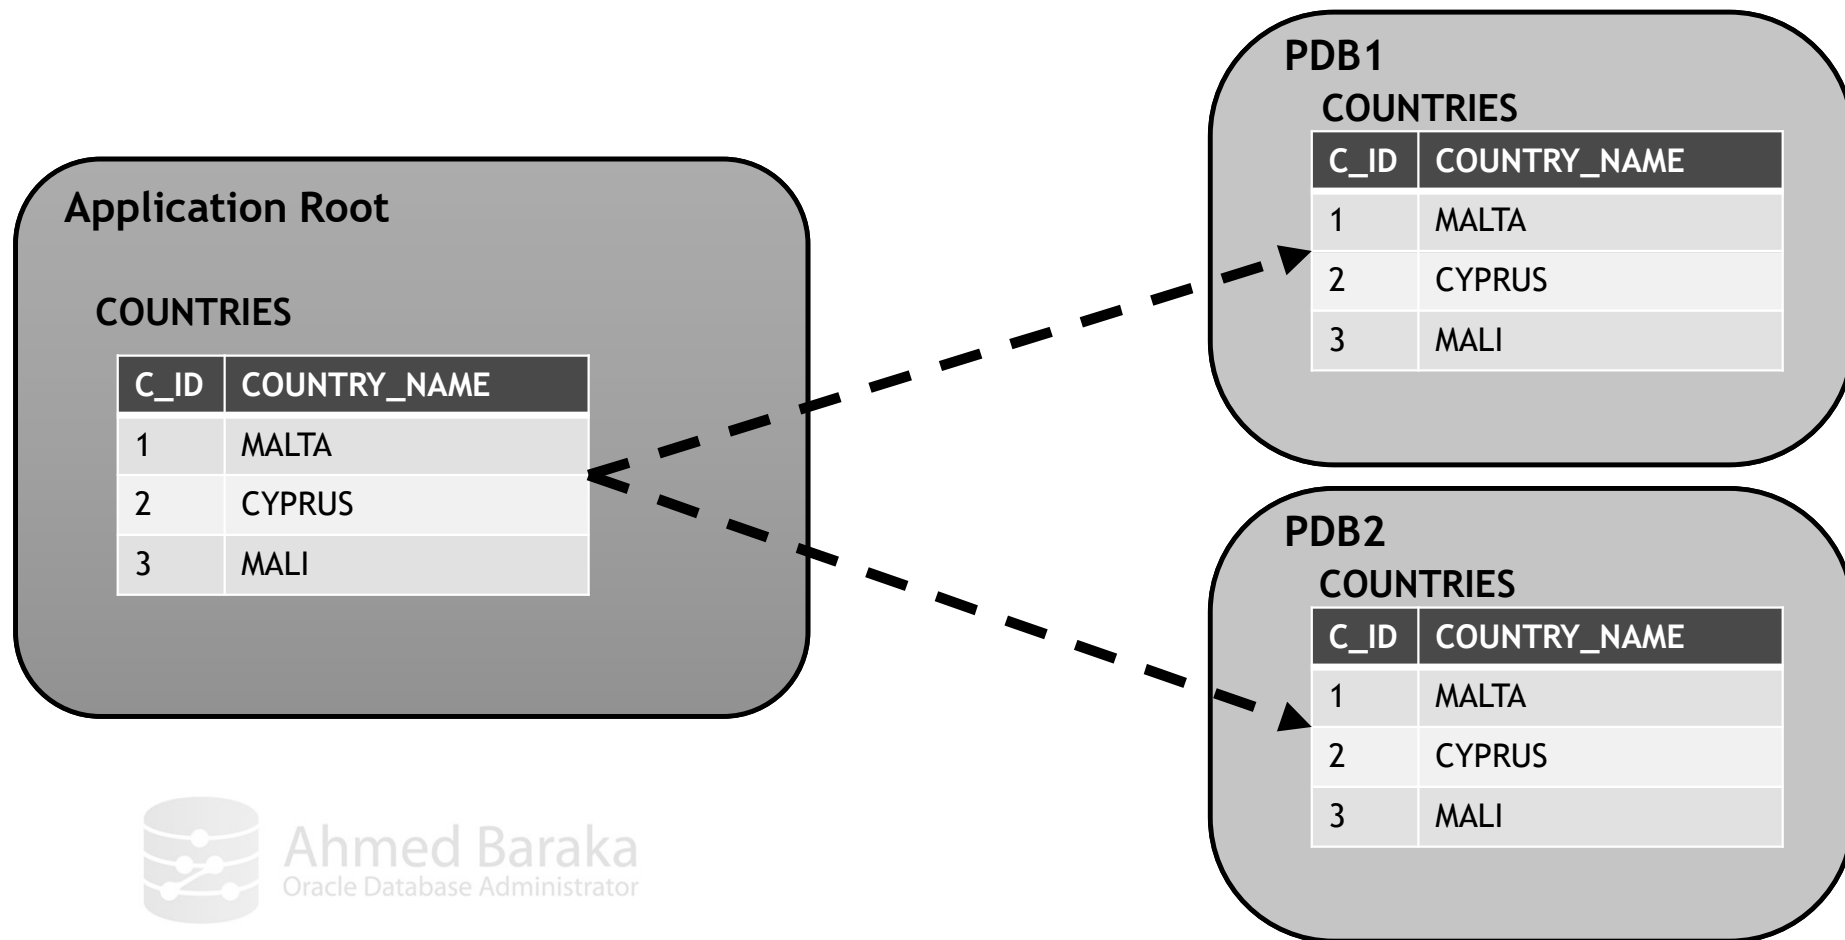 Application Root
COUNTRIES
C_ID COUNTRY_NAME
1 MALTA
2 CYPRUS
3 MALI
PDB1
COUNTRIES
C_ID COUNTRY_NAME
1 MALTA
2 CYPRUS
3 MALI
PDB2
COUNTRIES
C_ID COUNTRY_NAME
1 MALTA
2 CYPRUS
3 MALI
Ahmed Baraka
Oracle Database Administrator